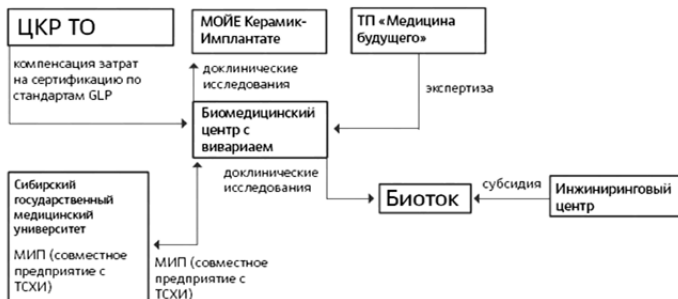 ЦКР ТО
МОЙЕ Керамик-
Имплантате
ТП «Медицина
будущего»
компенсация затрат
на сертификацию по
стандартам GLP
доклинические
исследования
экспертиза
Биомедицинский
центр с
вивариаем
доклинические
исследования
Сибирский
государственный
медицинский
университет
МИП (совместное
предприятие с
ТСХИ)
МИП (совместное
предприятие с
ТСХИ)
Биоток
субсидия
Инжиниринговый
центр